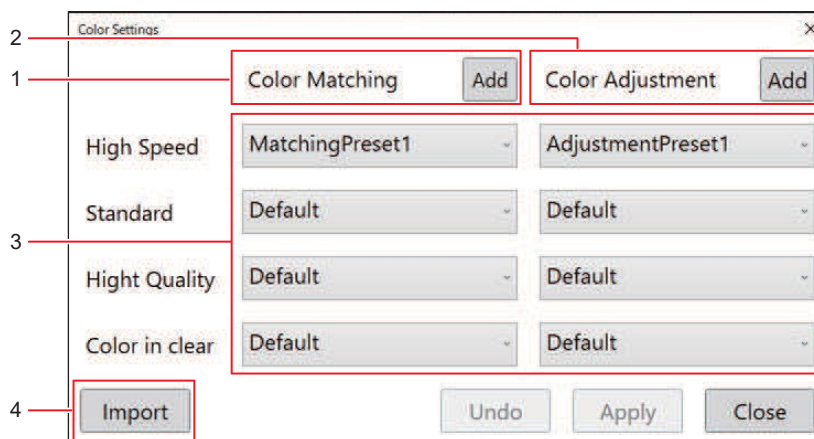 Color Settings ×
2
1 Color Matching Add Color Adjustment Add
High Speed MatchingPreset1 AdjustmentPreset1
Standard Default Default
3
Hight Quality Default Default
Color in clear Default Default
4 Import Undo Apply Close